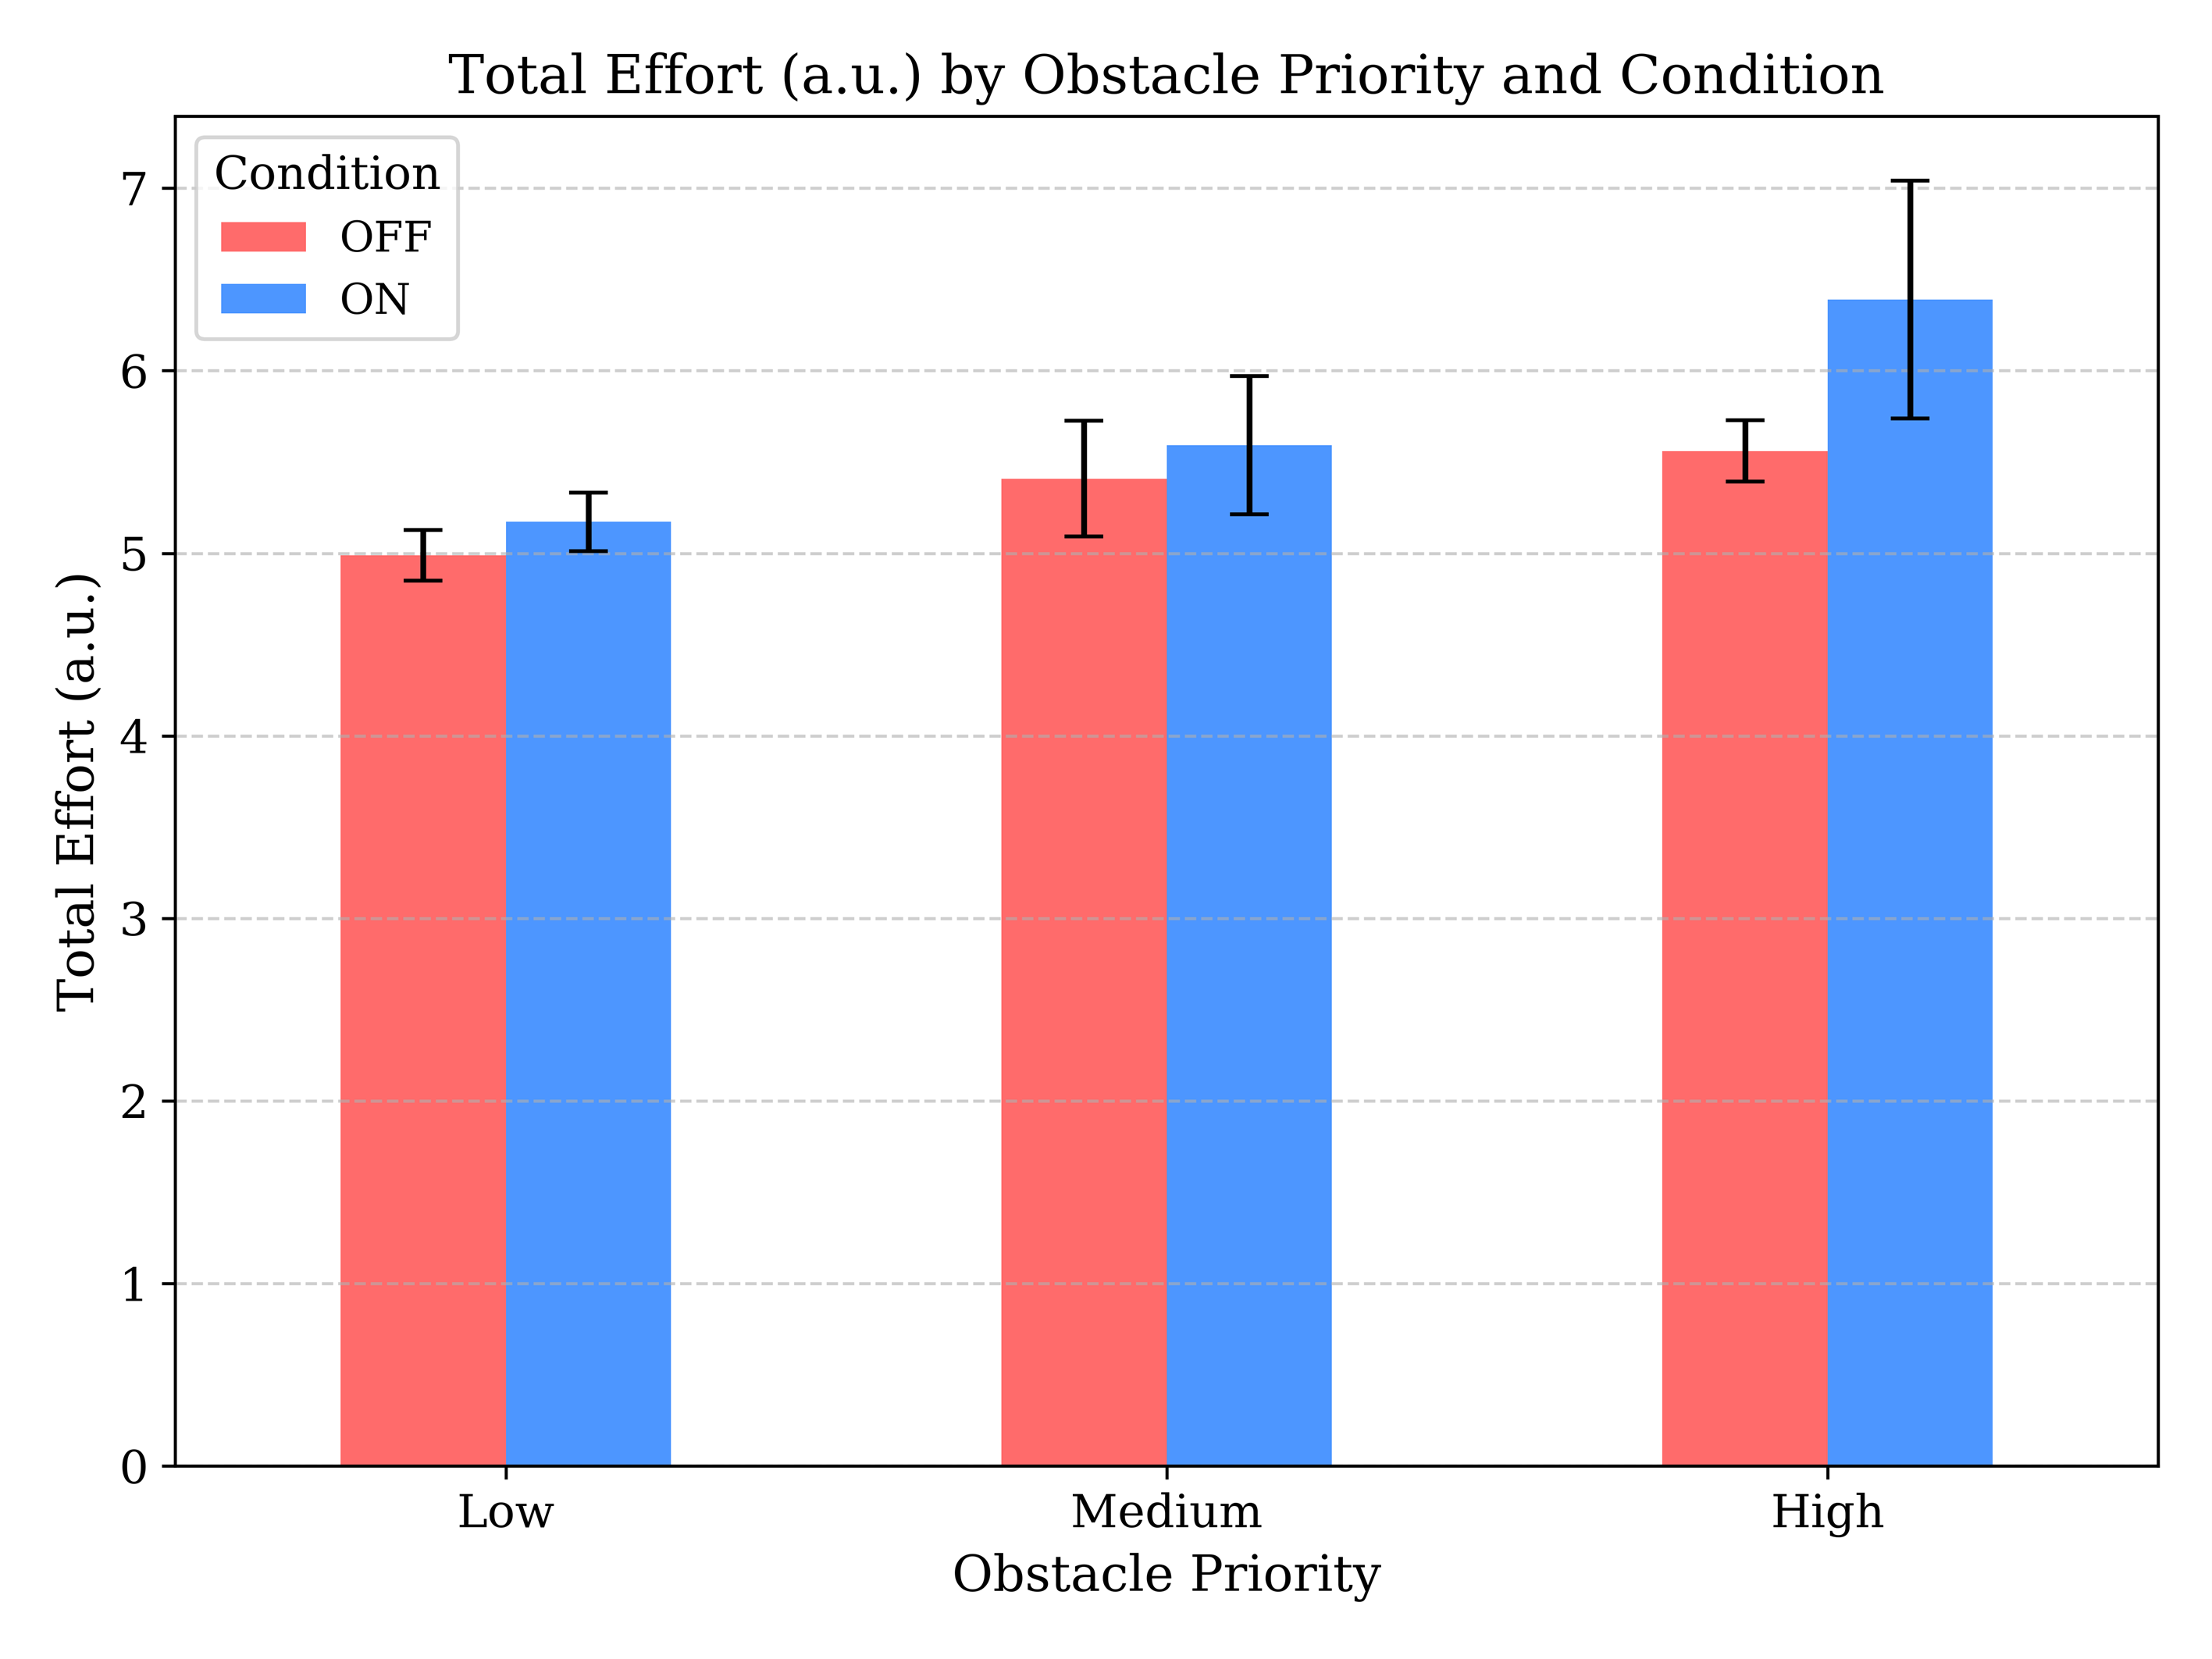 Total Effort (a.u.) by Obstacle Priority and Condition
Condition
OFF
ON
Total Effort (a.u.)
7
6
5
4
3
2
1
0
Low
Medium
High
Obstacle Priority